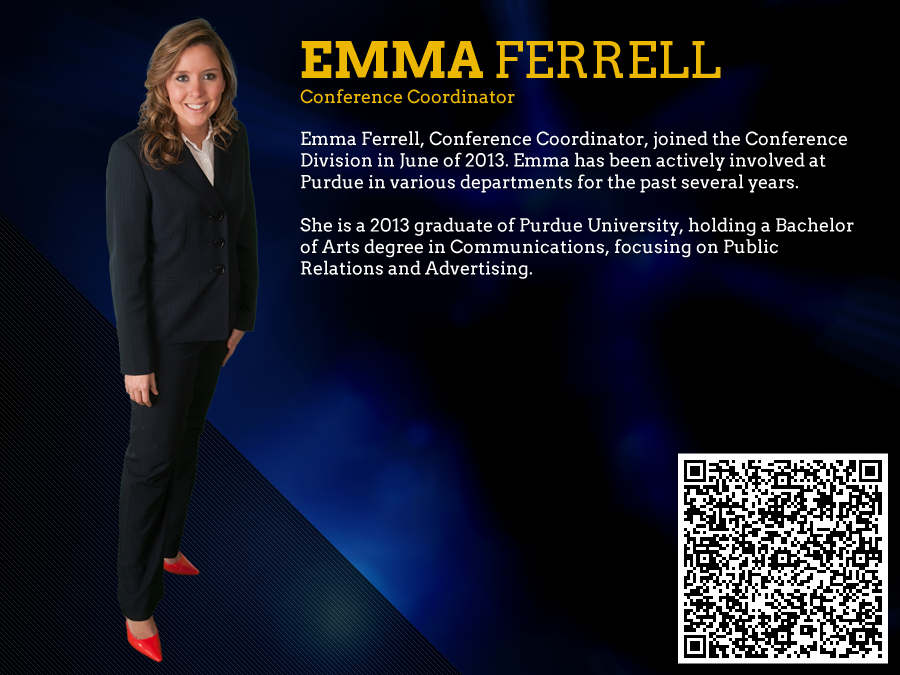 EMMA FERRELL
Conference Coordinator
Emma Ferrell, Conference Coordinator, joined the Conference
Division in June of 2013. Emma has been actively involved at
Purdue in various departments for the past several years.
She is a 2013 graduate of Purdue University, holding a Bachelor
of Arts degree in Communications, focusing on Public
Relations and Advertising.